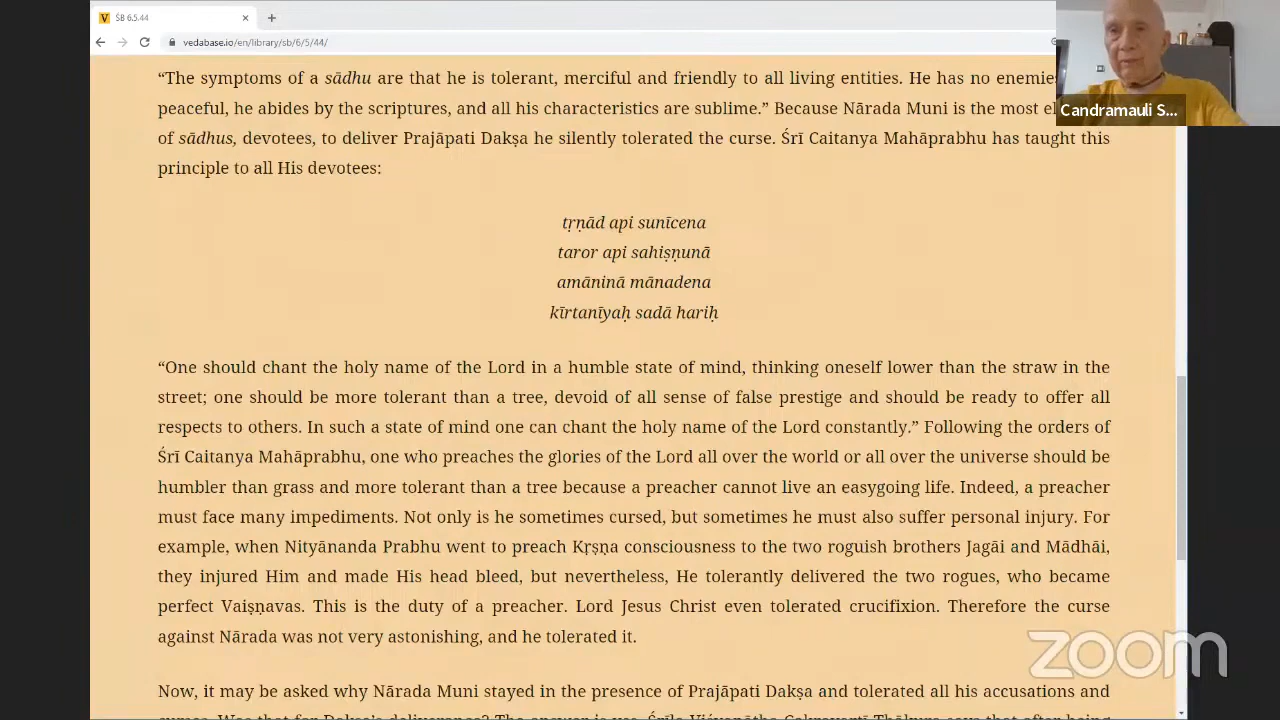 V SB 6.5.44
vedabase.io/en/library/sb/6/5/44/
“The symptoms of a sādhu are that he is tolerant, merciful and friendly to all living entities. He has no enemies
peaceful, he abides by the scriptures, and all his characteristics are sublime.” Because Nārada Muni is the most
of sādhus, devotees, to deliver Prajāpati Dakṣa he silently tolerated the curse. Śrī Caitanya Mahāprabhu has taught this
principle to all His devotees:
tṛṇād api sunīcena
taror api sahiṣṇunā
amāninā mānadena
kīrtanīyaḥ sadā hariḥ
“One should chant the holy name of the Lord in a humble state of mind, thinking oneself lower than the straw in the
street; one should be more tolerant than a tree, devoid of all sense of false prestige and should be ready to offer all
respects to others. In such a state of mind one can chant the holy name of the Lord constantly.” Following the orders of
Śrī Caitanya Mahāprabhu, one who preaches the glories of the Lord all over the world or all over the universe should be
humbler than grass and more tolerant than a tree because a preacher cannot live an easygoing life. Indeed, a preacher
must face many impediments. Not only is he sometimes cursed, but sometimes he must also suffer personal injury. For
example, when Nityānanda Prabhu went to preach Kṛṣṇa consciousness to the two roguish brothers Jagāi and Mādhāi,
they injured Him and made His head bleed, but nevertheless, He tolerantly delivered the two rogues, who became
perfect Vaiṣṇavas. This is the duty of a preacher. Lord Jesus Christ even tolerated crucifixion. Therefore the curse
against Nārada was not very astonishing, and he tolerated it.
Now, it may be asked why Nārada Muni stayed in the presence of Prajāpati Dakṣa and tolerated all his accusations and
Candramauli S...
zoom